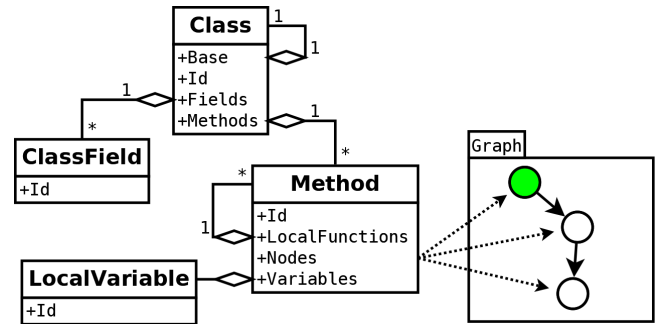 Class
+Base
+Id
+Fields
+Methods
1
1
1
*
1
*
ClassField
+Id
Method
+Id
+LocalFunctions
+Nodes
+Variables
*
1
LocalVariable
+Id
Graph